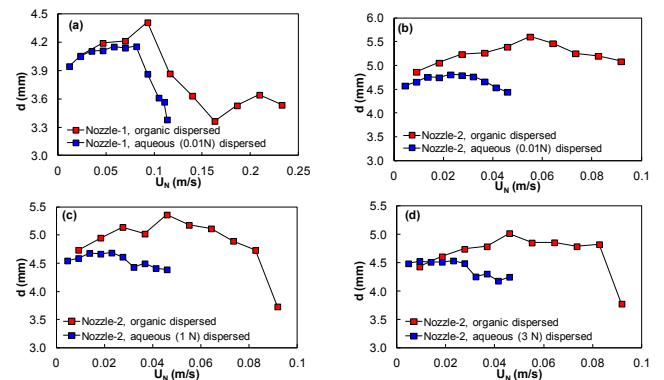 (a)
4.8
4.5
4.2
3.9
3.6
3.3
3.0
d (mm)
Nozzle-1, organic dispersed
Nozzle-1, aqueous (0.01N) dispersed
0 0.05 0.1 0.15 0.2 0.25
U_N (m/s)
(b)
6.0
5.5
5.0
4.5
4.0
3.5
3.0
d (mm)
Nozzle-2, organic dispersed
Nozzle-2, aqueous (0.01N) dispersed
0 0.02 0.04 0.06 0.08 0.1
U_N (m/s)
(c)
5.5
5.0
4.5
4.0
3.5
3.0
d (mm)
Nozzle-2, organic dispersed
Nozzle-2, aqueous (1 N) dispersed
0 0.02 0.04 0.06 0.08 0.1
U_N (m/s)
(d)
5.5
5.0
4.5
4.0
3.5
3.0
d (mm)
Nozzle-2, organic dispersed
Nozzle-2, aqueous (3 N) dispersed
0 0.02 0.04 0.06 0.08 0.1
U_N (m/s)